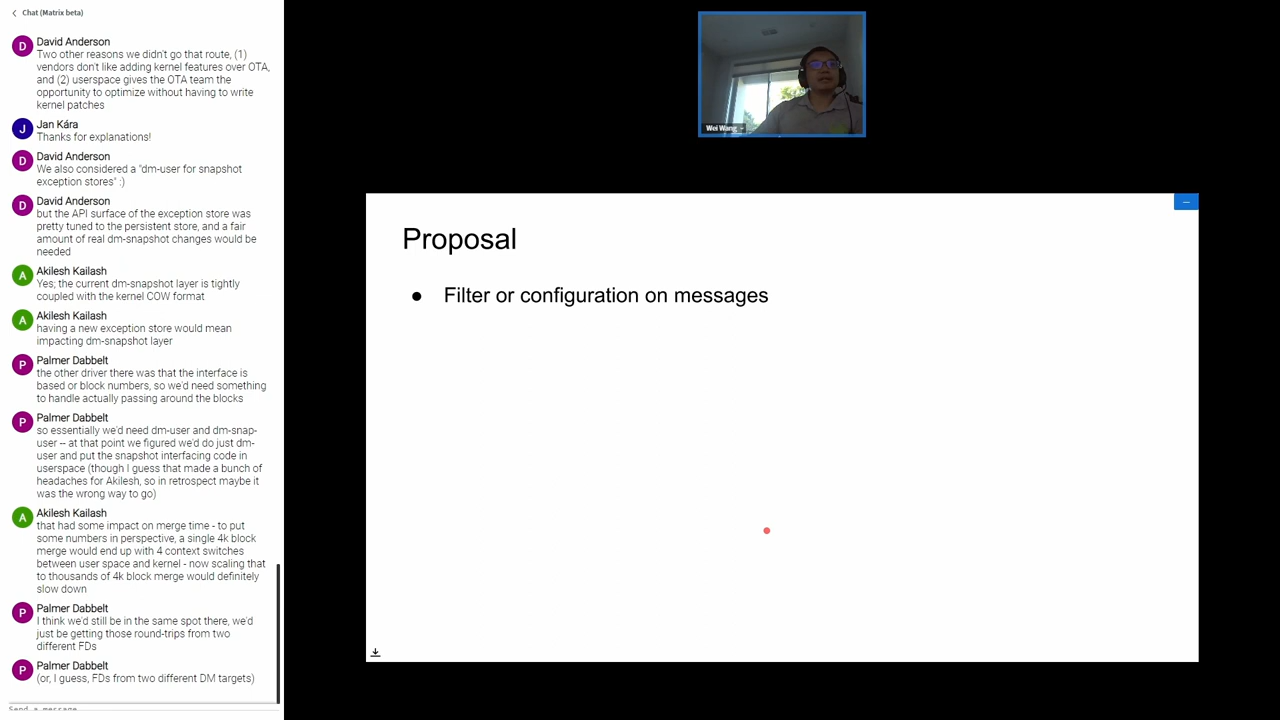 Chat (Matrix beta)
D
David Anderson
Two other reasons we didn't go that route, (1)
vendors don't like adding kernel features over OTA,
and (2) userspace gives the OTA team the
opportunity to optimize without having to write
kernel patches
J
Jan Kára
Thanks for explanations!
D
David Anderson
We also considered a "dm-user for snapshot
exception stores" :)
D
David Anderson
but the API surface of the exception store was
pretty tuned to the persistent store, and a fair
amount of real dm-snapshot changes would be
needed
A
Akilesh Kailash
Yes; the current dm-snapshot layer is tightly
coupled with the kernel COW format
A
Akilesh Kailash
having a new exception store would mean
impacting dm-snapshot layer
P
Palmer Dabbelt
the other driver there was that the interface is
based or block numbers, so we'd need something
to handle actually passing around the blocks
P
Palmer Dabbelt
so essentially we'd need dm-user and dm-snap-
user -- at that point we figured we'd do just dm-
user and put the snapshot interfacing code in
userspace (though I guess that made a bunch of
headaches for Akilesh, so in retrospect maybe it
was the wrong way to go)
A
Akilesh Kailash
that had some impact on merge time - to put
some numbers in perspective, a single 4k block
merge would end up with 4 context switches
between user space and kernel - now scaling that
to thousands of 4k block merge would definitely
slow down
P
Palmer Dabbelt
I think we'd still be in the same spot there, we'd
just be getting those round-trips from two
different FDs
P
Palmer Dabbelt
(or, I guess, FDs from two different DM targets)
Send a message
Wei Wang
Proposal
● Filter or configuration on messages